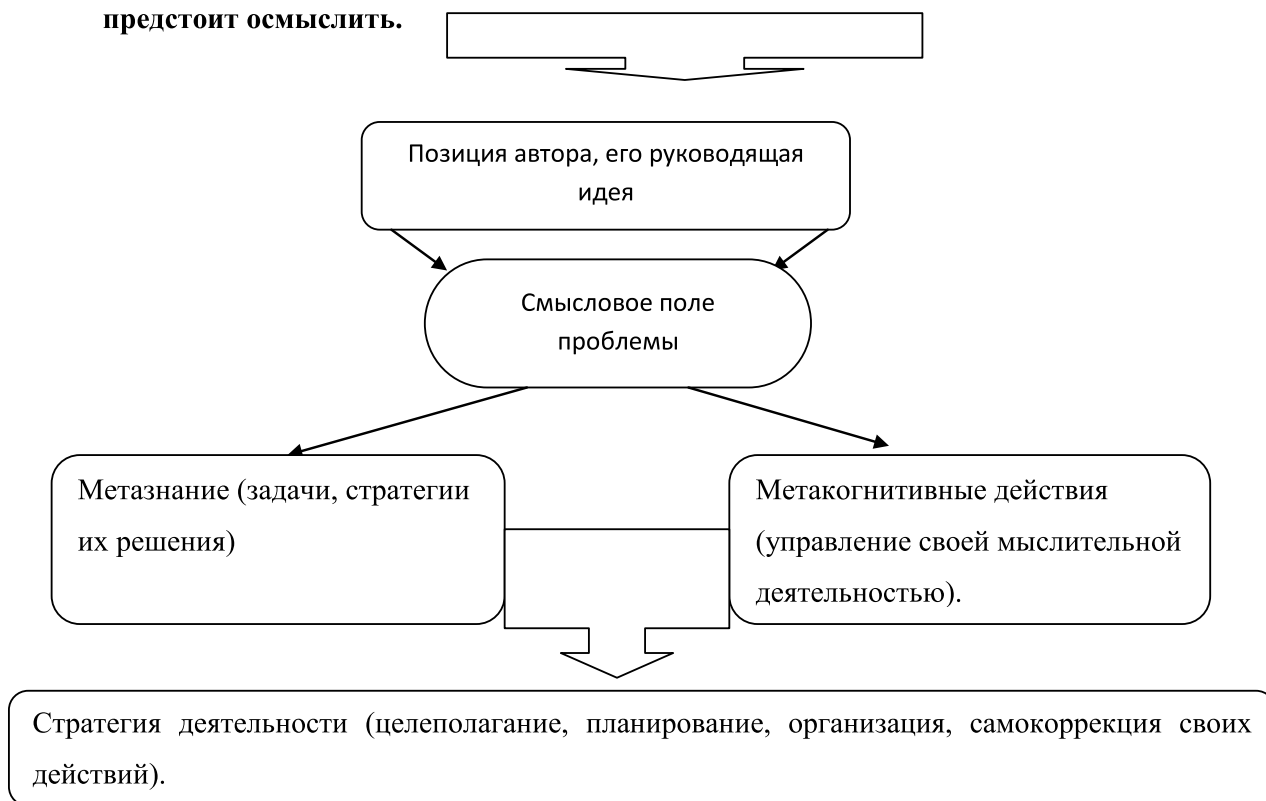 предстоит осмыслить.
Позиция автора, его руководящая
идея
Смысловое поле
проблемы
Метазнание (задачи, стратегии
их решения)
Метакогнитивные действия
(управление своей мыслительной
деятельностью).
Стратегия деятельности (целеполагание, планирование, организация, самокоррекция своих
действий).